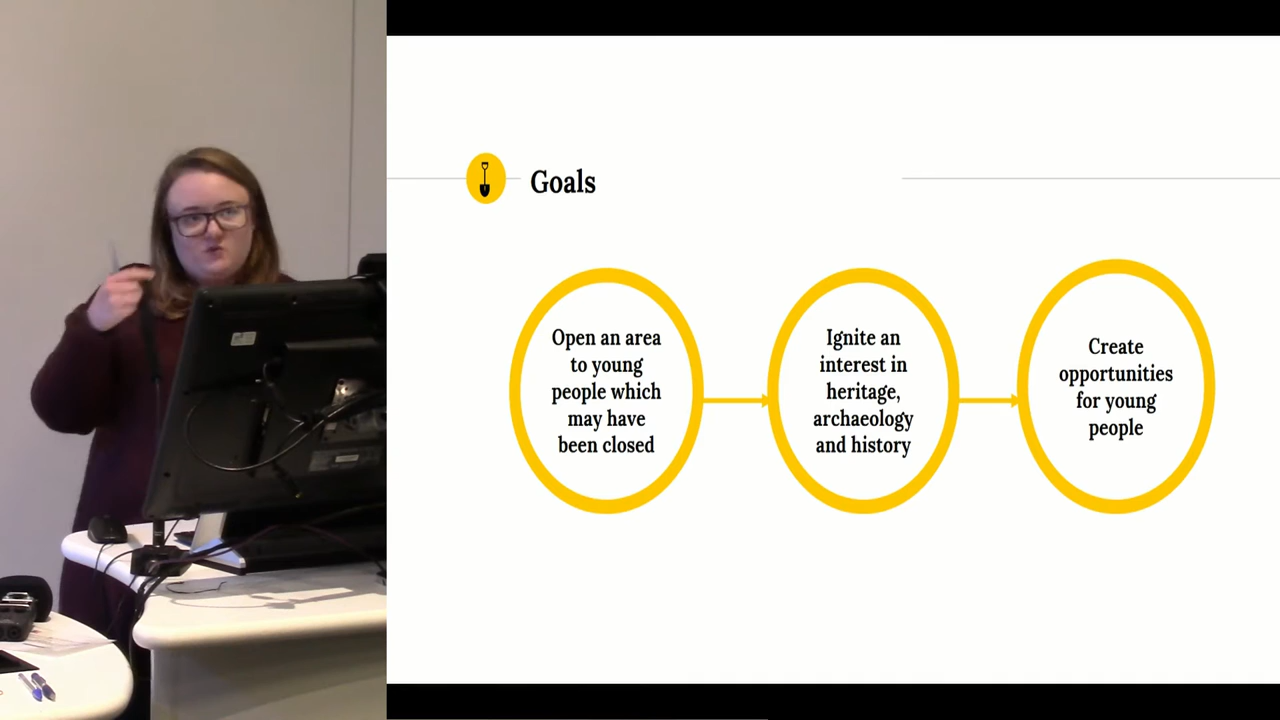 Goals
Open an area
to young
people which
may have
been closed
Ignite an
interest in
heritage,
archaeology
and history
Create
opportunities
for young
people